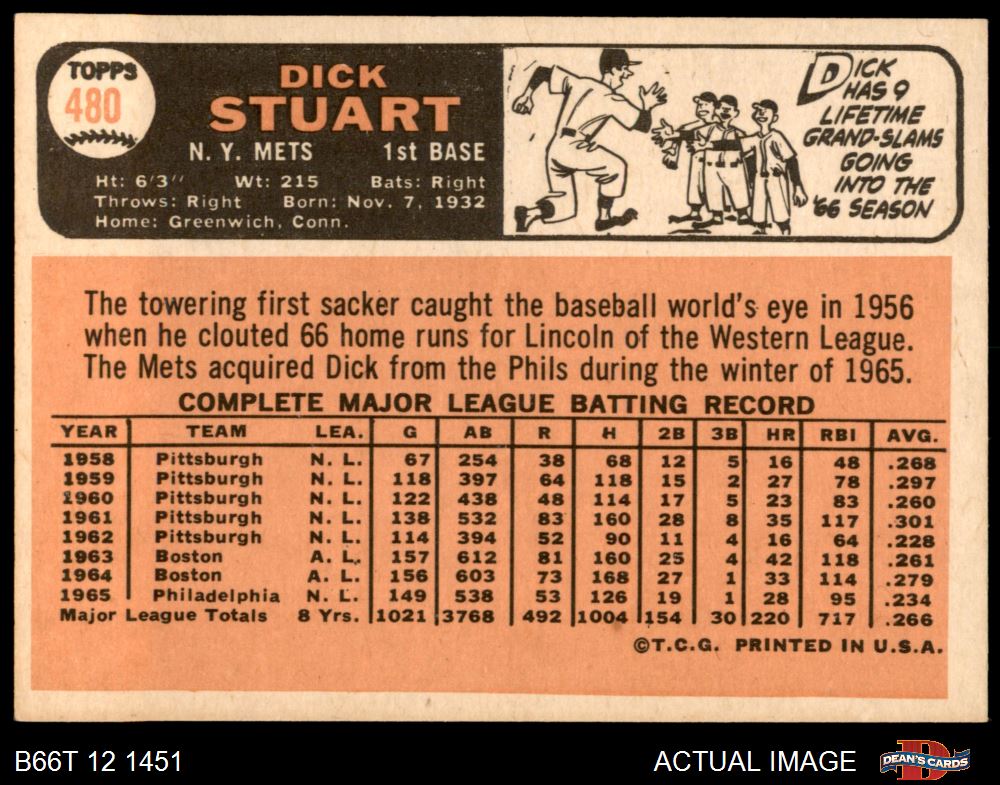 TOPPS
480
DICK
STUART
N. Y. METS 1st BASE
Ht: 6'3" Wt: 215 Bats: Right
Throws: Right Born: Nov. 7, 1932
Home: Greenwich, Conn.
DICK
HAS 9
LIFETIME
GRAND-SLAMS
GOING
INTO THE
'66 SEASON
The towering first sacker caught the baseball world's eye in 1956
when he clouted 66 home runs for Lincoln of the Western League.
The Mets acquired Dick from the Phils during the winter of 1965.
COMPLETE MAJOR LEAGUE BATTING RECORD
YEAR TEAM LEA. G AB R H 2B 3B HR RBI AVG.
1958 Pittsburgh N. L. 67 254 38 68 12 5 16 48 .268
1959 Pittsburgh N. L. 118 397 64 118 15 2 27 78 .297
1960 Pittsburgh N. L. 122 438 48 114 17 5 23 83 .260
1961 Pittsburgh N. L. 138 532 83 160 28 8 35 117 .301
1962 Pittsburgh N. L. 114 394 52 90 11 4 16 64 .228
1963 Boston A. L. 157 612 81 160 25 4 42 118 .261
1964 Boston A. L. 156 603 73 168 27 1 33 114 .279
1965 Philadelphia N. L. 149 538 53 126 19 1 28 95 .234
Major League Totals 8 Yrs. 1021 3768 492 1004 154 30 220 717 .266
©T.C.G. PRINTED IN U.S.A.
B66T 12 1451 ACTUAL IMAGE DEAN'S CARDS